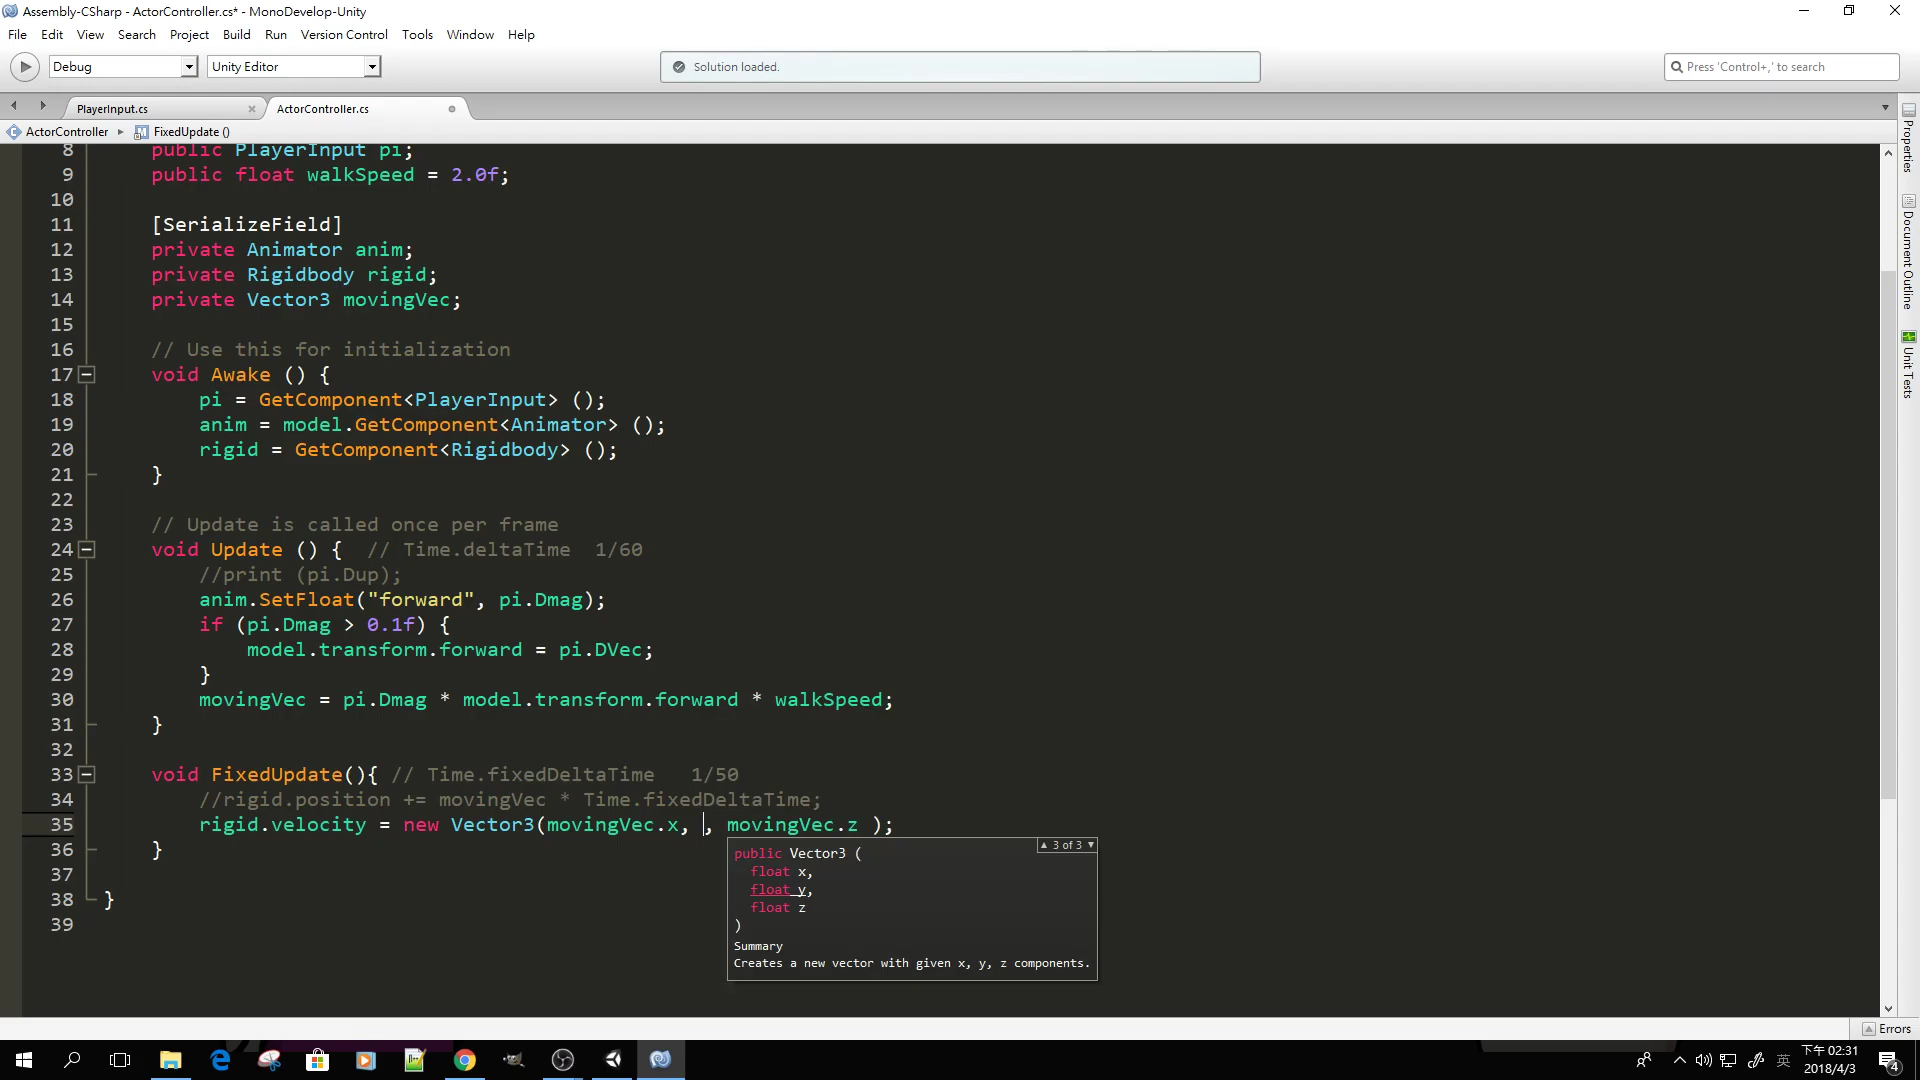 Assembly-CSharp - ActorController.cs* - MonoDevelop-Unity
File Edit View Search Project Build Run Version Control Tools Window Help
Debug Unity Editor Solution loaded. Press 'Control+,' to search
PlayerInput.cs ActorController.cs
ActorController FixedUpdate ()
8 public PlayerInput pi;
9 public float walkSpeed = 2.0f;
10
11 [SerializeField]
12 private Animator anim;
13 private Rigidbody rigid;
14 private Vector3 movingVec;
15
16 // Use this for initialization
17 void Awake () {
18 pi = GetComponent<PlayerInput> ();
19 anim = model.GetComponent<Animator> ();
20 rigid = GetComponent<Rigidbody> ();
21 }
22
23 // Update is called once per frame
24 void Update () { // Time.deltaTime 1/60
25 //print (pi.Dup);
26 anim.SetFloat("forward", pi.Dmag);
27 if (pi.Dmag > 0.1f) {
28 model.transform.forward = pi.DVec;
29 }
30 movingVec = pi.Dmag * model.transform.forward * walkSpeed;
31 }
32
33 void FixedUpdate(){ // Time.fixedDeltaTime 1/50
34 //rigid.position += movingVec * Time.fixedDeltaTime;
35 rigid.velocity = new Vector3(movingVec.x, , movingVec.z );
36 }
37
38 }
39
3 of 3
public Vector3 (
float x,
float y,
float z
)
Summary
Creates a new vector with given x, y, z components.
Properties
Document Outline
Unit Tests
Errors
英
下午 02:31
2018/4/3
4